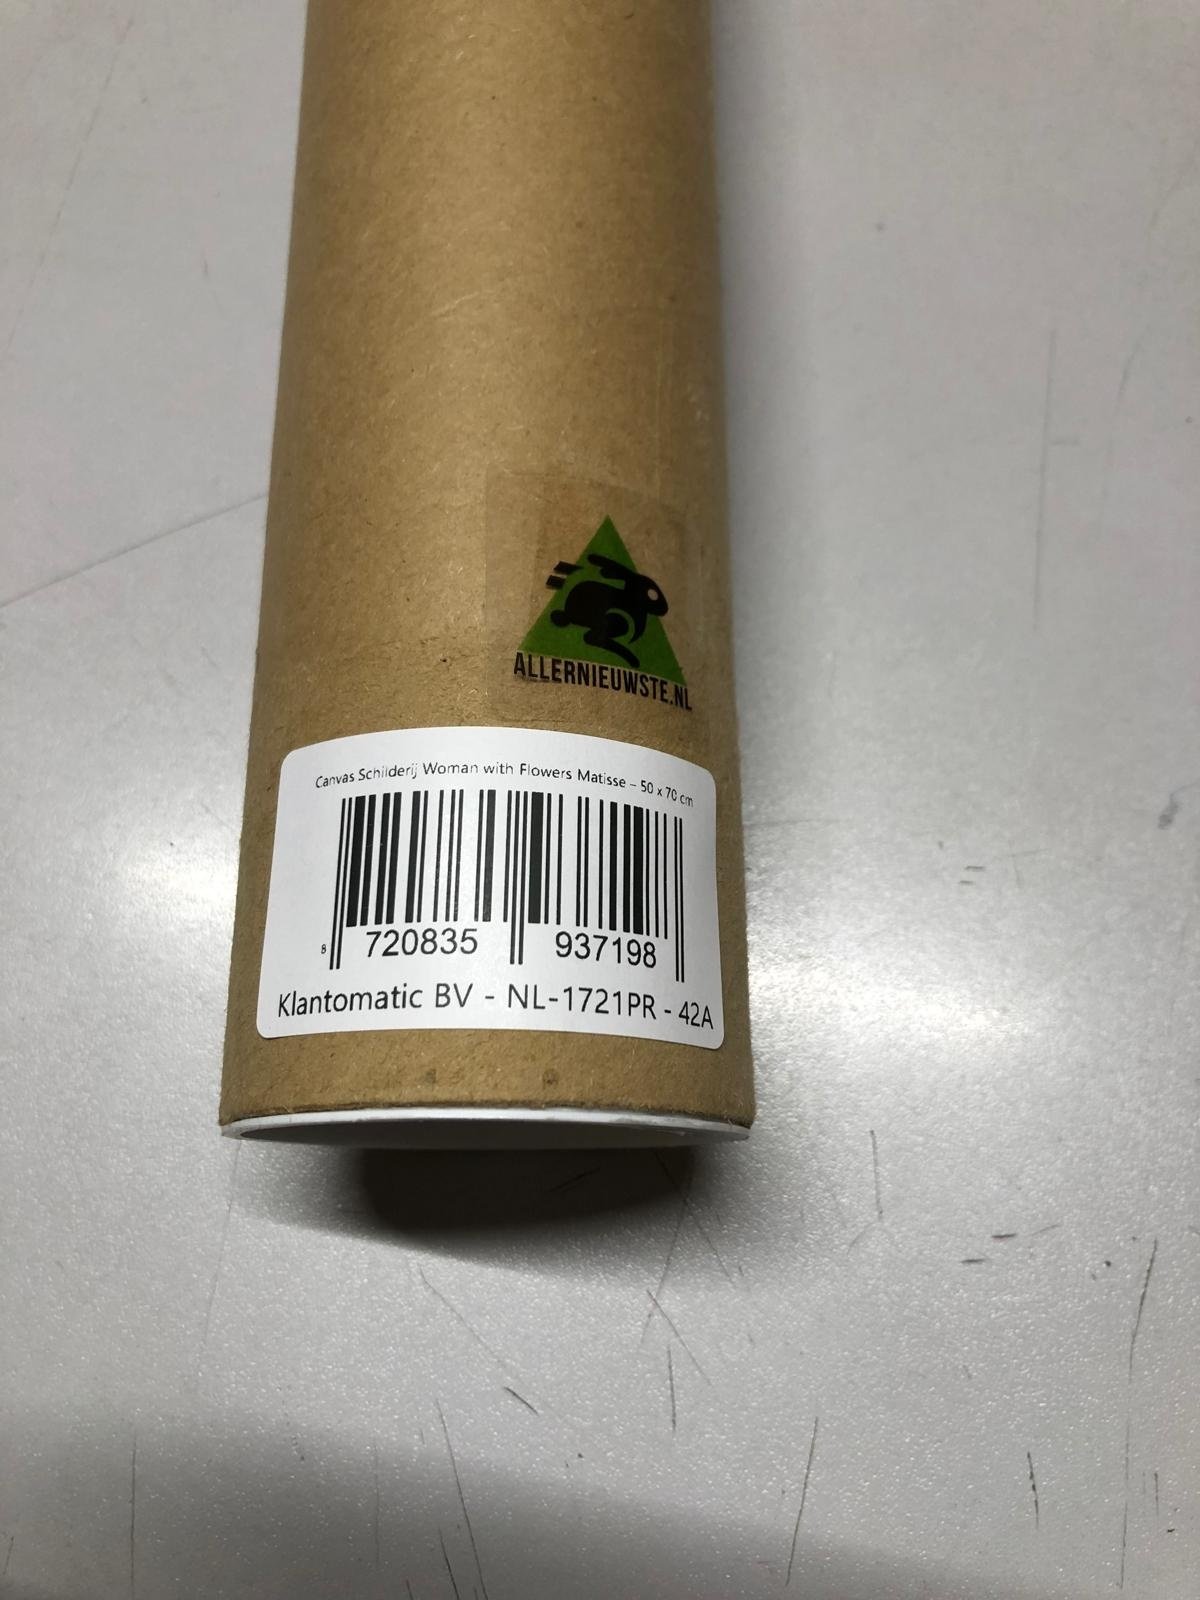 ALLERNIEUWSTE.NL
Canvas Schilderij Woman with Flowers Matisse – 50 x 70 cm
8 720835 937198
Klantomatic BV - NL-1721PR - 42A